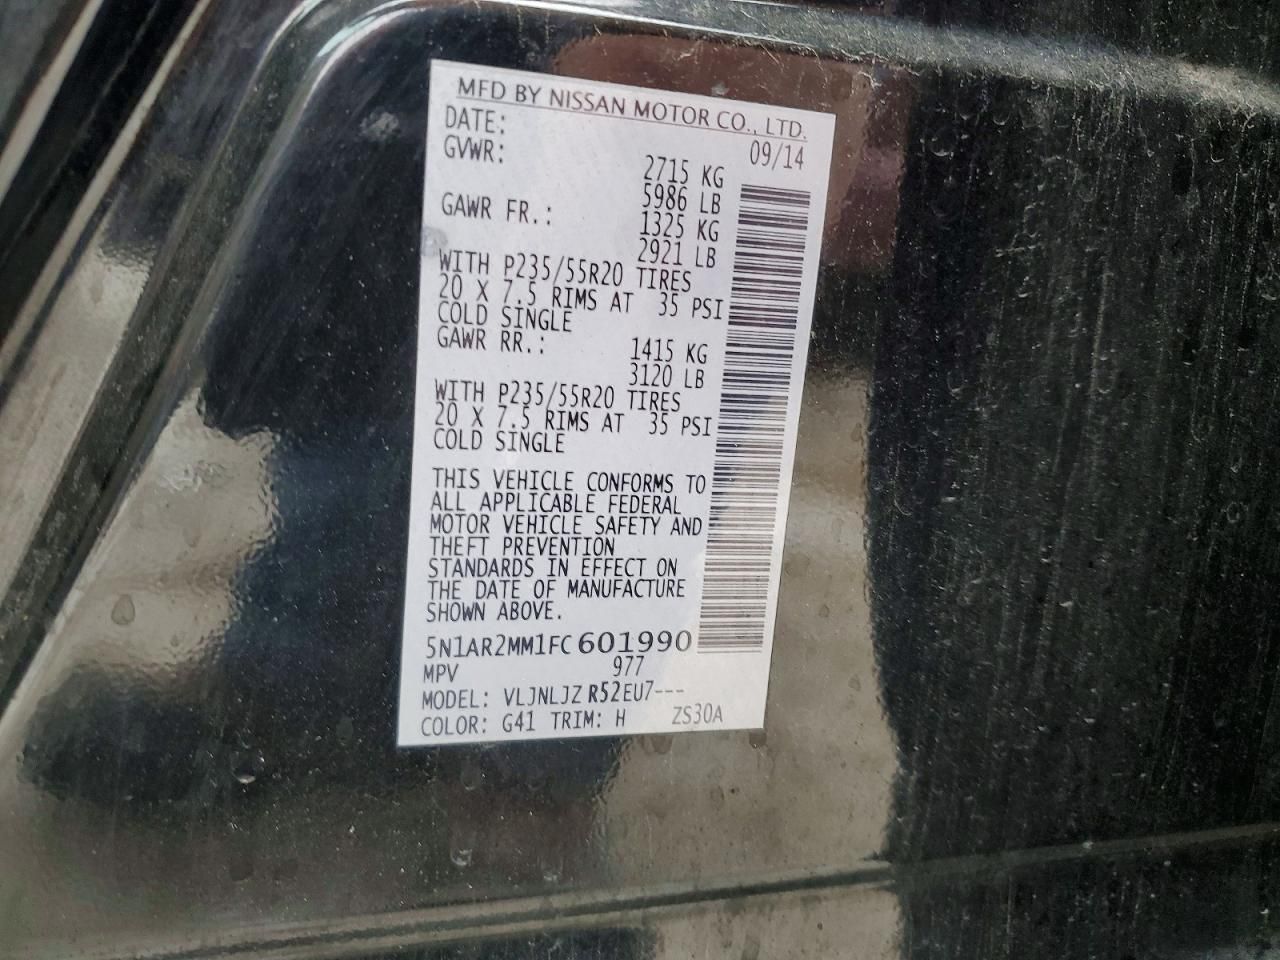 MFD BY NISSAN MOTOR CO., LTD.
DATE: 09/14
GVWR: 2715 KG
5986 LB
GAWR FR.: 1325 KG
2921 LB
WITH P235/55R20 TIRES
20 X 7.5 RIMS AT 35 PSI
COLD SINGLE
GAWR RR.: 1415 KG
3120 LB
WITH P235/55R20 TIRES
20 X 7.5 RIMS AT 35 PSI
COLD SINGLE
THIS VEHICLE CONFORMS TO
ALL APPLICABLE FEDERAL
MOTOR VEHICLE SAFETY AND
THEFT PREVENTION
STANDARDS IN EFFECT ON
THE DATE OF MANUFACTURE
SHOWN ABOVE.
5N1AR2MM1FC601990
MPV 977
MODEL: VLJNLJZ R52EU7---
COLOR: G41 TRIM: H ZS30A